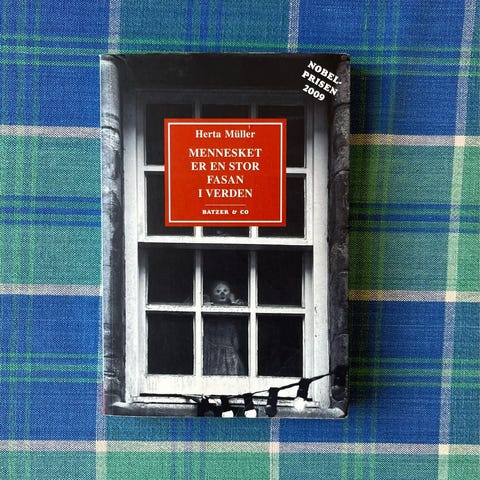 NOBEL-
PRISEN
2009
Herta Müller
MENNESKET
ER EN STOR
FASAN
I VERDEN
BATZER & CO